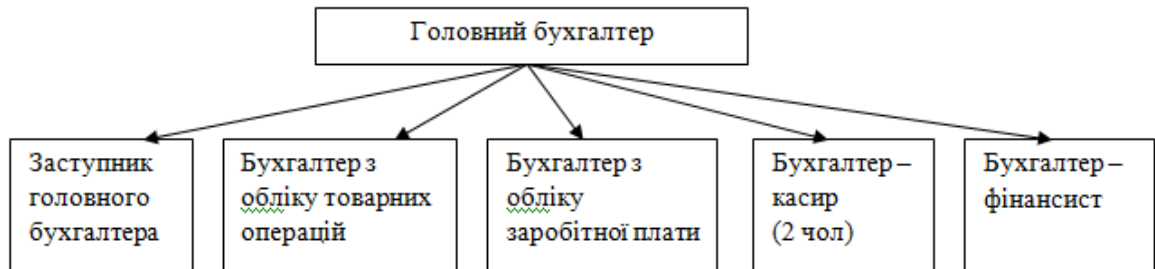 Головний бухгалтер
Заступник
головного
бухгалтера
Бухгалтер з
обліку товарних
операцій
Бухгалтер з
обліку
заробітної плати
Бухгалтер –
касир
(2 чол)
Бухгалтер –
фінансист